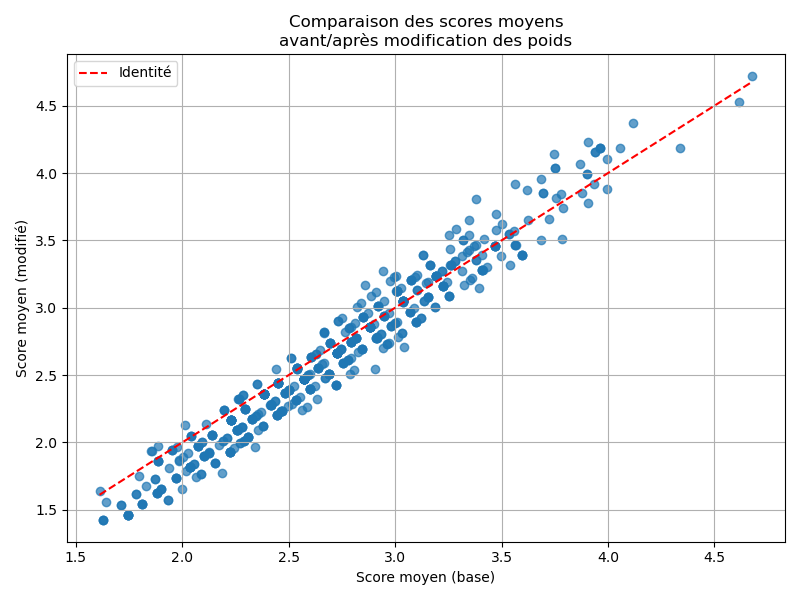 Comparaison des scores moyens
avant/après modification des poids
Identité
Score moyen (modifié)
4.5
4.0
3.5
3.0
2.5
2.0
1.5
1.5 2.0 2.5 3.0 3.5 4.0 4.5
Score moyen (base)